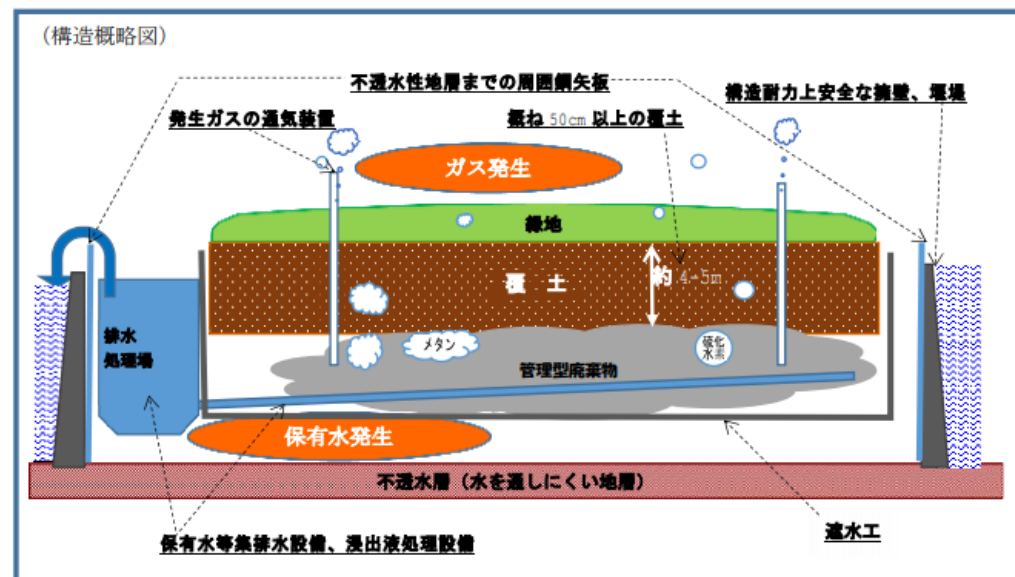 （構造概略図）
不透水性地層までの周囲鋼矢板
構造耐力上安全な擁壁、堰堤
発生ガスの通気装置
概ね 50cm 以上の覆土
ガス発生
緑地
覆 土
約 4-5m
排水
処理場
メタン
硫化
水素
管理型廃棄物
保有水発生
不透水層（水を通しにくい地層）
遮水工
保有水等集排水設備、浸出液処理設備